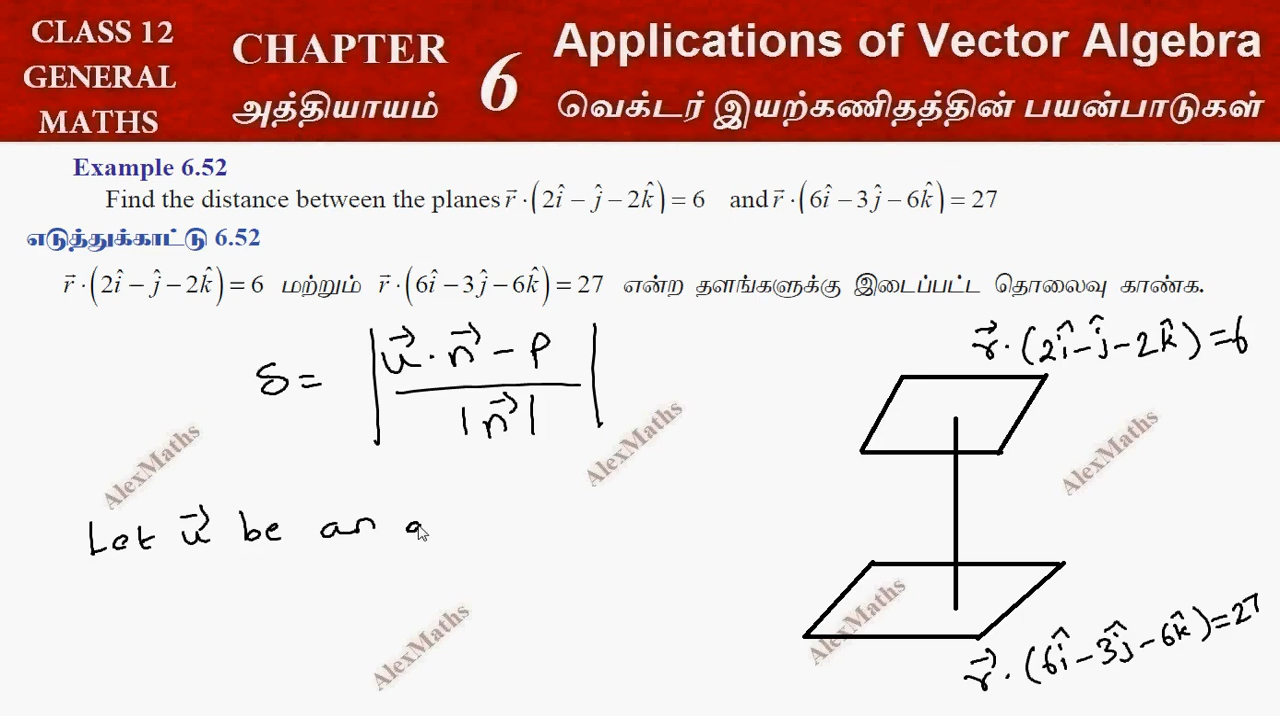 CLASS 12
GENERAL
MATHS
CHAPTER
அத்தியாயம்
6
Applications of Vector Algebra
வெக்டர் இயற்கணிதத்தின் பயன்பாடுகள்
Example 6.52
Find the distance between the planes r⃗ · (2î − ĵ − 2k̂) = 6 and r⃗ · (6î − 3ĵ − 6k̂) = 27
எடுத்துக்காட்டு 6.52
r⃗ · (2î − ĵ − 2k̂) = 6 மற்றும் r⃗ · (6î − 3ĵ − 6k̂) = 27 என்ற தளங்களுக்கு இடைப்பட்ட தொலைவு காண்க.
δ = | (u⃗ · n⃗ − p) / |n⃗| |
r⃗ · (2î − ĵ − 2k̂) = 6
AlexMaths
AlexMaths
AlexMaths
Let u⃗ be an a
AlexMaths
AlexMaths
r⃗ · (6î − 3ĵ − 6k̂) = 27